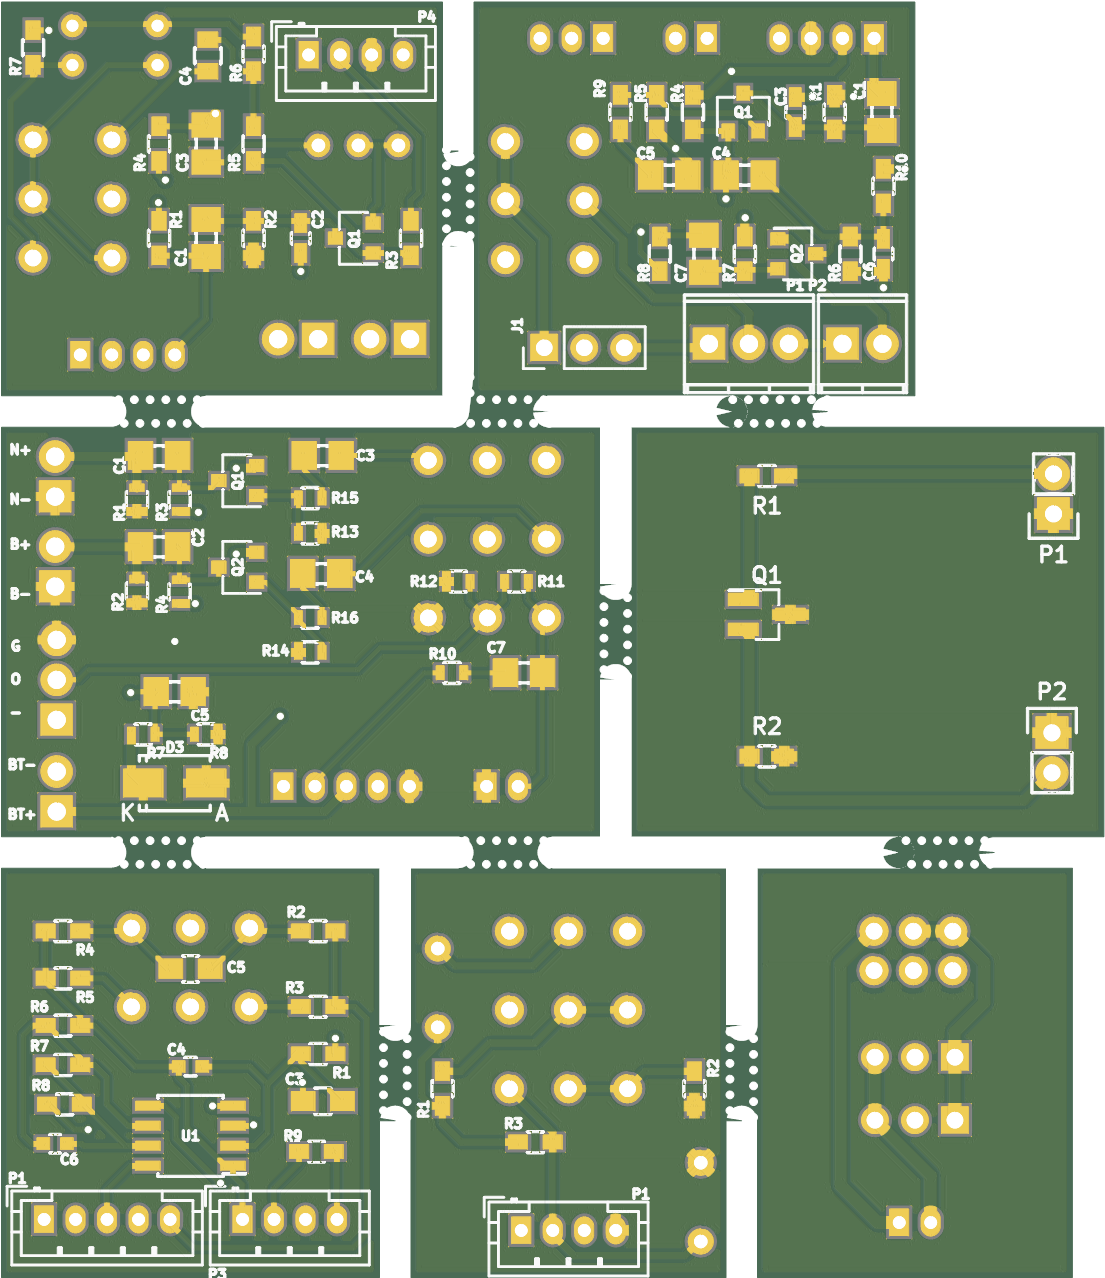 P4
R7
C4
R6
R4
C3
R5
R1
C1
R2
C2
Q1
R3
R9
R5
R4
Q1
C3
R1
C1
C5
C4
R10
R8
C7
R7
Q2
R6
C6
P1
P2
J1
N+
C1
Q1
C3
N-
R1
R3
R15
B+
C2
R13
Q2
C4
R12
R11
B-
R2
R4
R16
G
R14
R10
C7
O
-
C5
R7
D3
R8
BT-
BT+
K
A
R1
P1
Q1
P2
R2
R4
R2
C5
R5
R3
R6
R7
C4
R1
R8
C3
U1
R9
C6
P1
P3
R1
R2
R3
P1